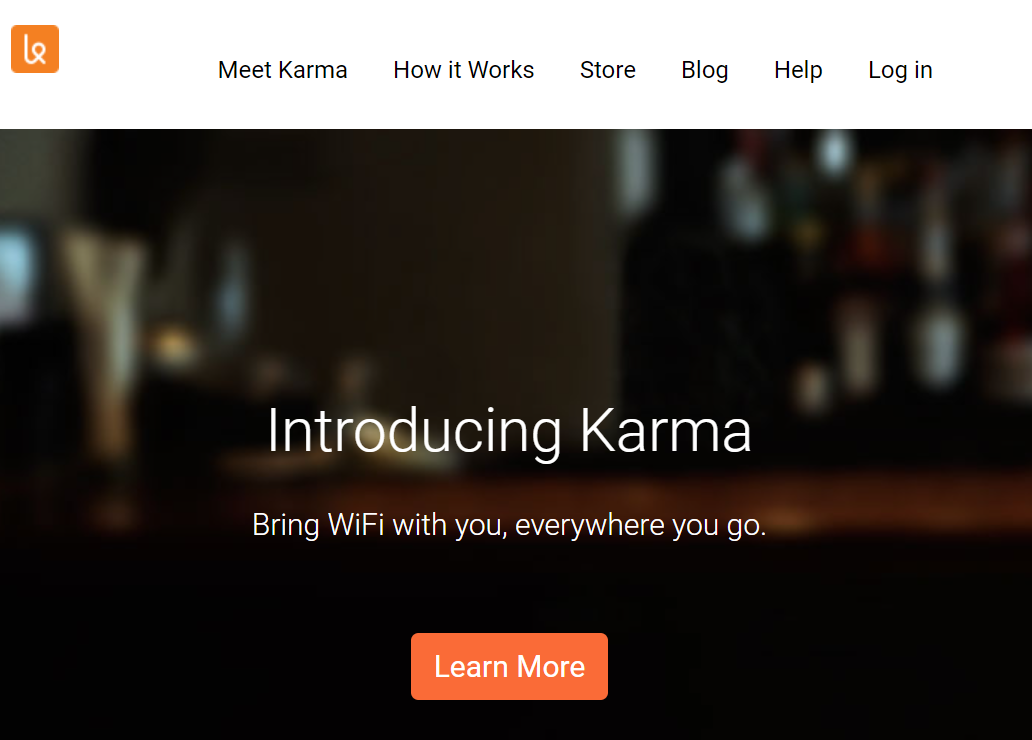 Meet Karma How it Works Store Blog Help Log in
Introducing Karma
Bring WiFi with you, everywhere you go.
Learn More